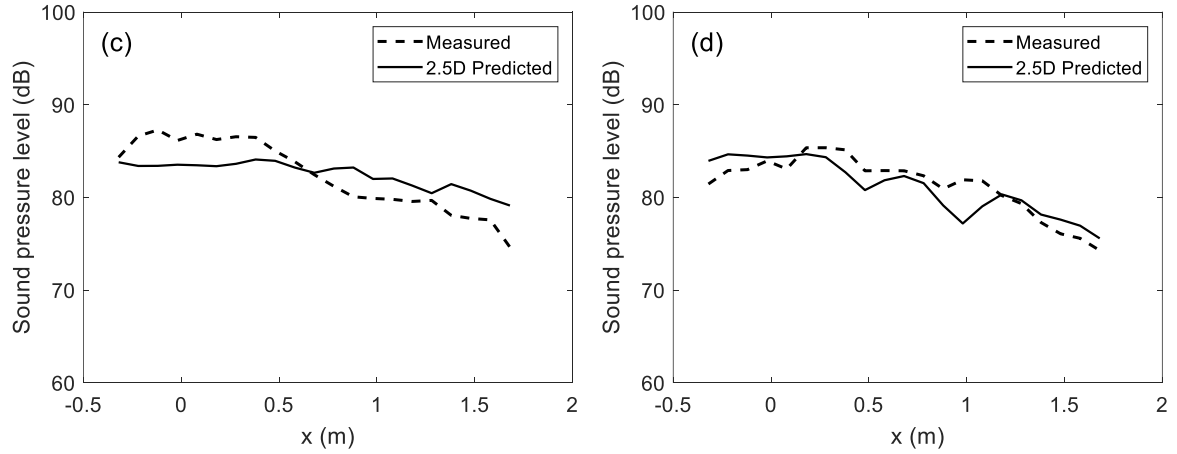 (c)
Measured
2.5D Predicted
Sound pressure level (dB)
100
90
80
70
60
-0.5
0
0.5
1
1.5
2
x (m)
(d)
Measured
2.5D Predicted
Sound pressure level (dB)
100
90
80
70
60
-0.5
0
0.5
1
1.5
2
x (m)